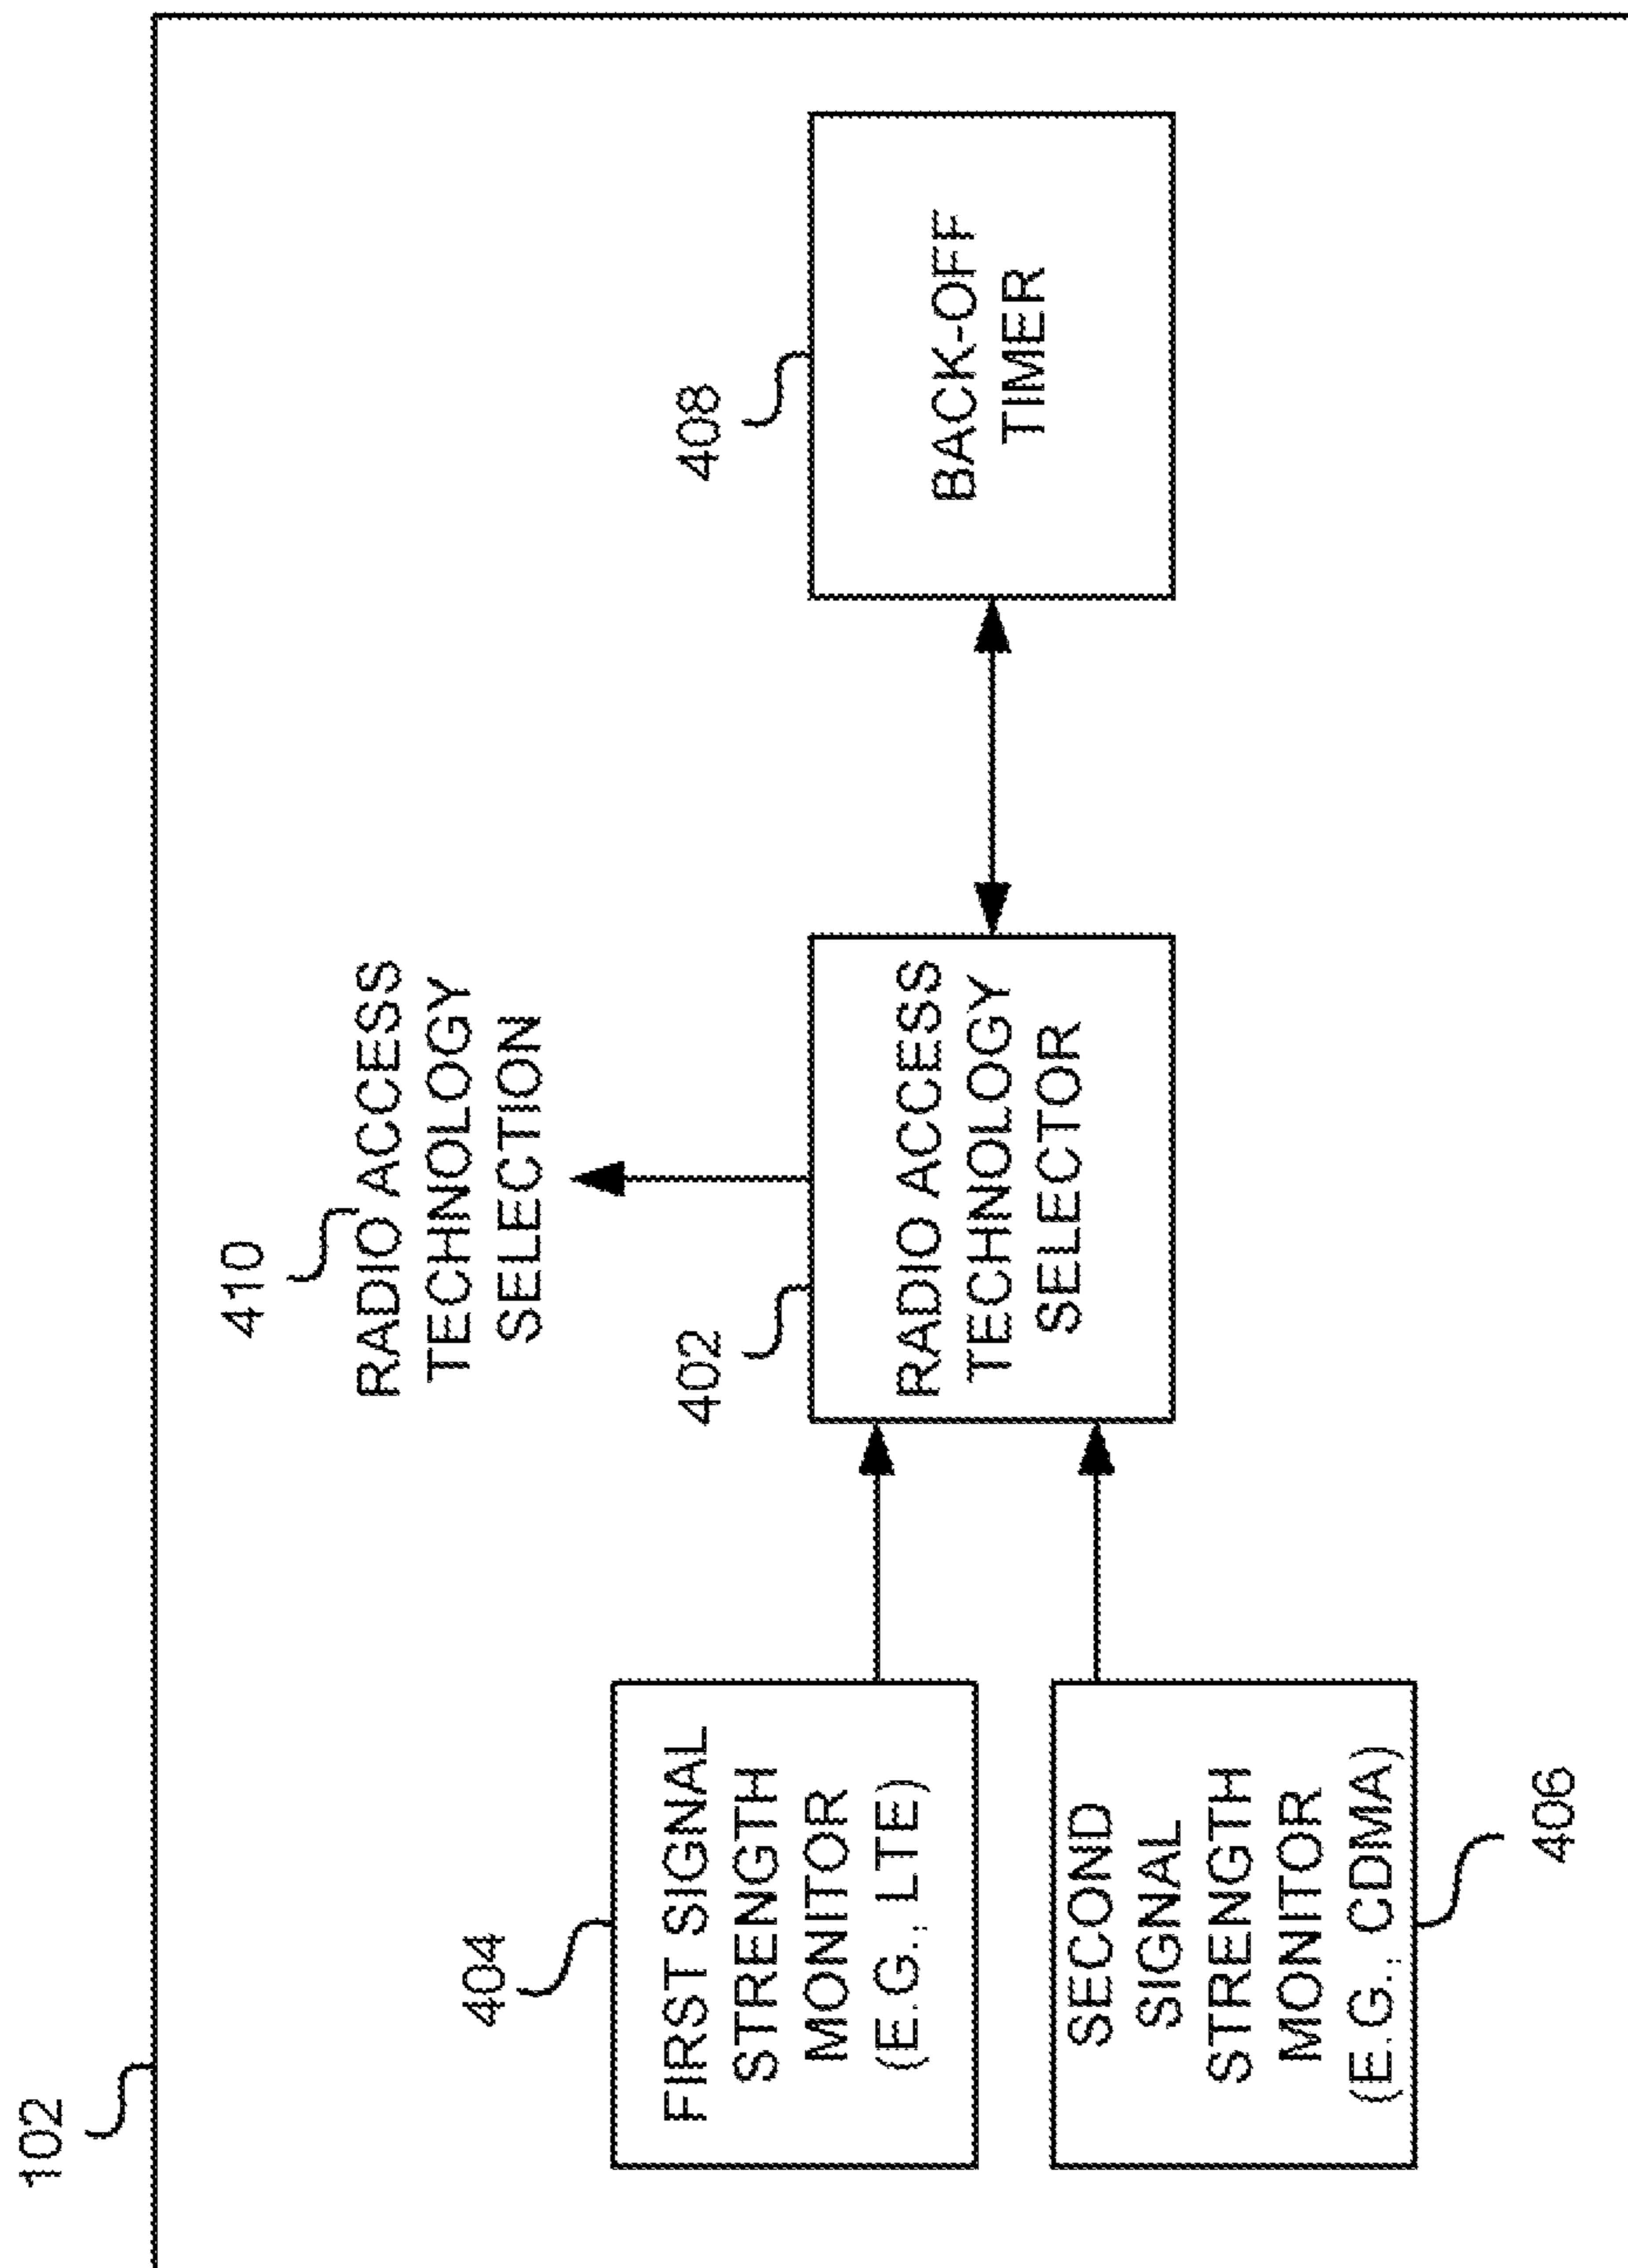 102
410
RADIO ACCESS
TECHNOLOGY
SELECTION
404
FIRST SIGNAL
STRENGTH
MONITOR
(E.G., LTE)
402
RADIO ACCESS
TECHNOLOGY
SELECTOR
408
BACK-OFF
TIMER
SECOND
SIGNAL
STRENGTH
MONITOR
(E.G., CDMA)
406